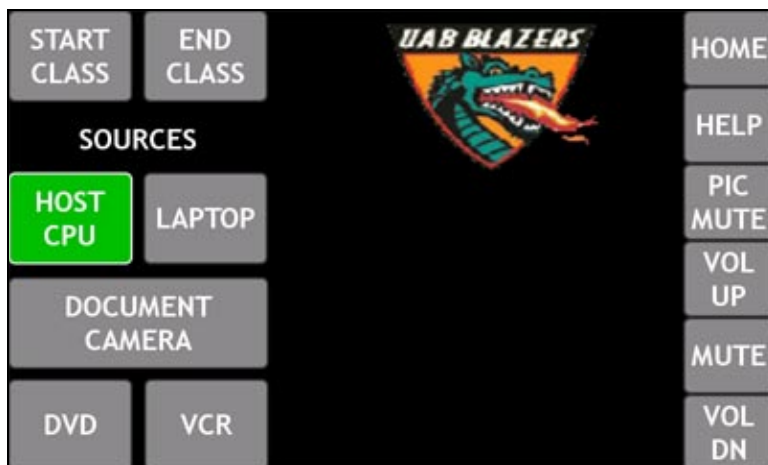 START
CLASS
END
CLASS
SOURCES
HOST
CPU
LAPTOP
DOCUMENT
CAMERA
DVD
VCR
UAB BLAZERS
HOME
HELP
PIC
MUTE
VOL
UP
MUTE
VOL
DN